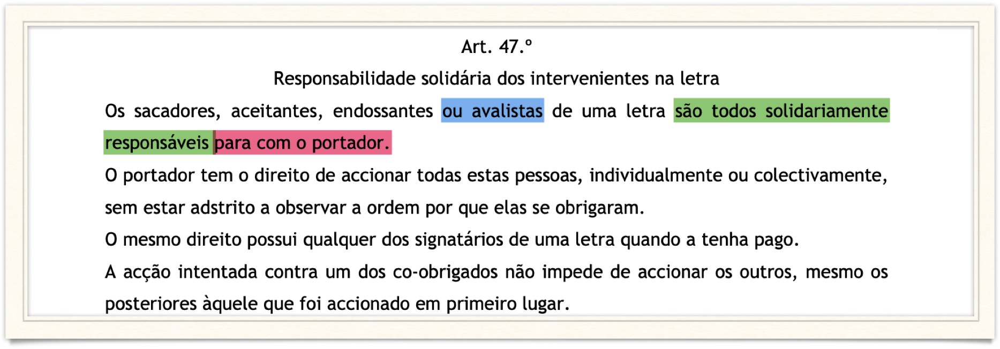 Art. 47.º
Responsabilidade solidária dos intervenientes na letra
Os sacadores, aceitantes, endossantes ou avalistas de uma letra são todos solidariamente
responsáveis para com o portador.
O portador tem o direito de accionar todas estas pessoas, individualmente ou colectivamente,
sem estar adstrito a observar a ordem por que elas se obrigaram.
O mesmo direito possui qualquer dos signatários de uma letra quando a tenha pago.
A acção intentada contra um dos co-obrigados não impede de accionar os outros, mesmo os
posteriores àquele que foi accionado em primeiro lugar.